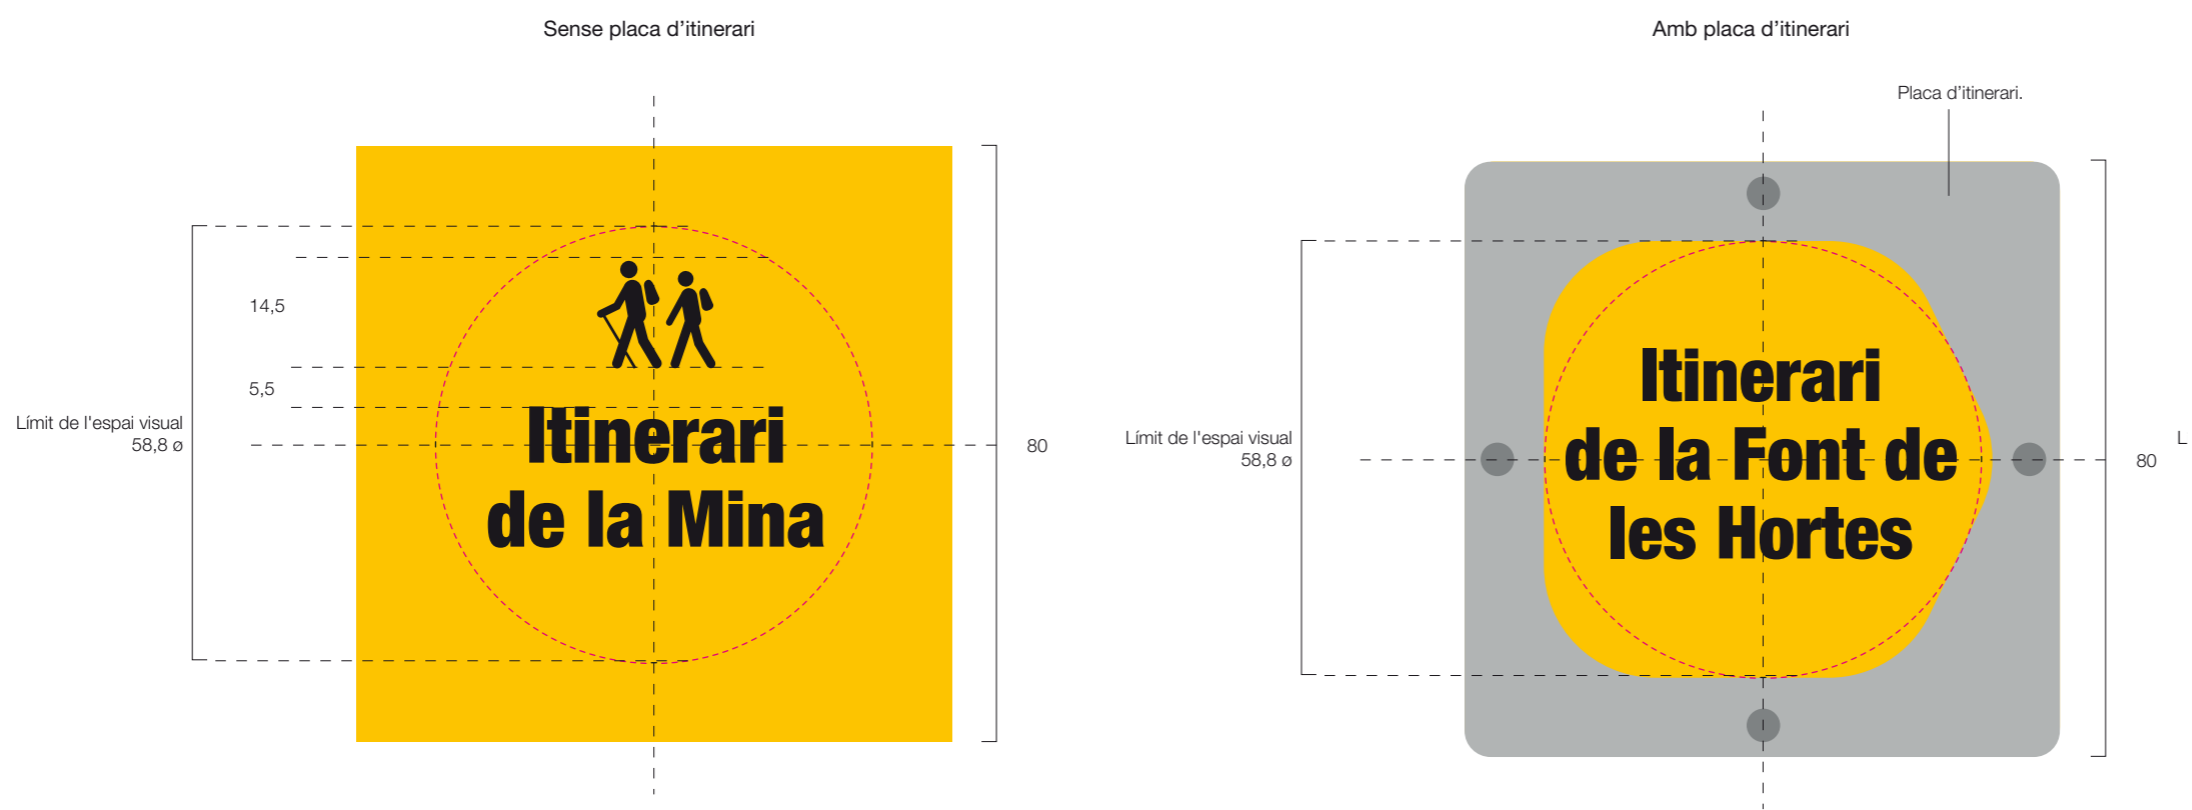 Sense placa d’itinerari
14,5
5,5
Límit de l'espai visual
58,8 ø
80
Itinerari
de la Mina
Amb placa d’itinerari
Placa d’itinerari.
Límit de l'espai visual
58,8 ø
80
Itinerari
de la Font de
les Hortes
L